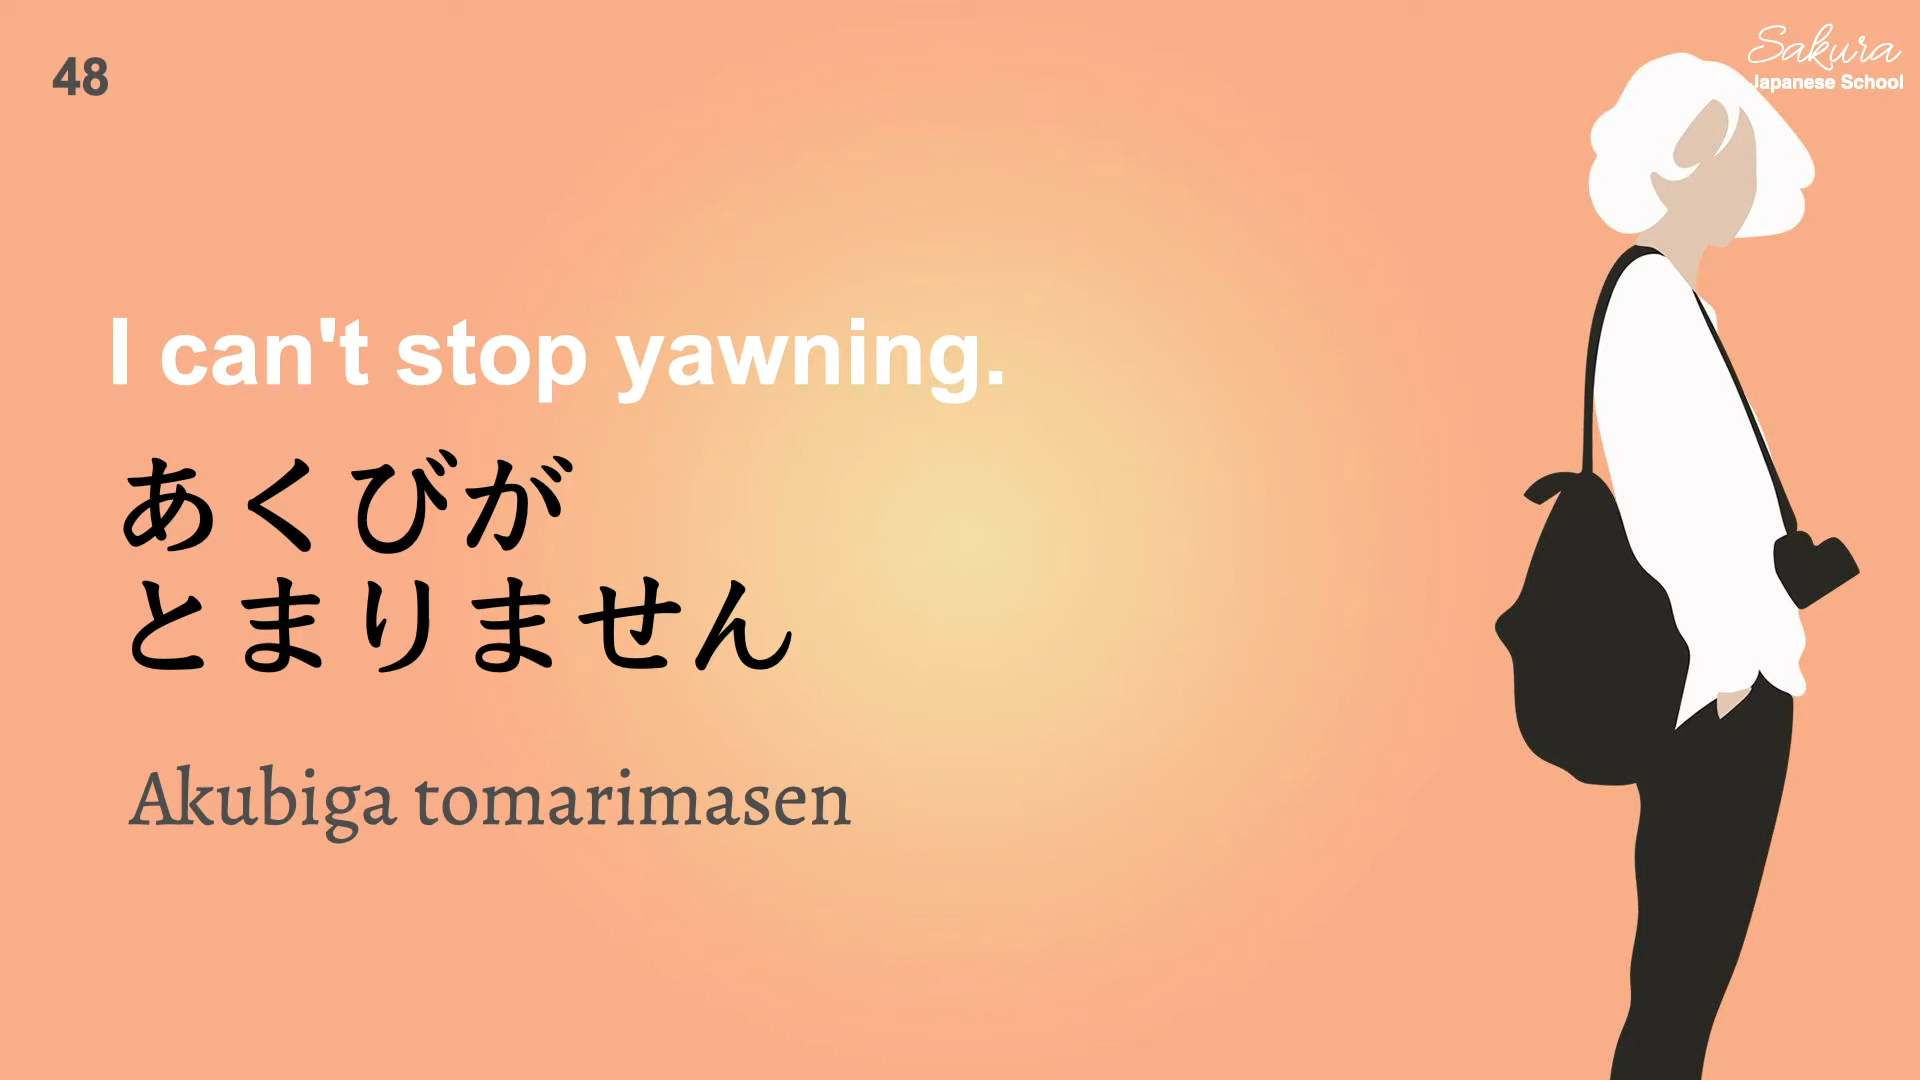 48
Sakura
Japanese School
I can't stop yawning.
あくびが
とまりません
Akubiga tomarimasen